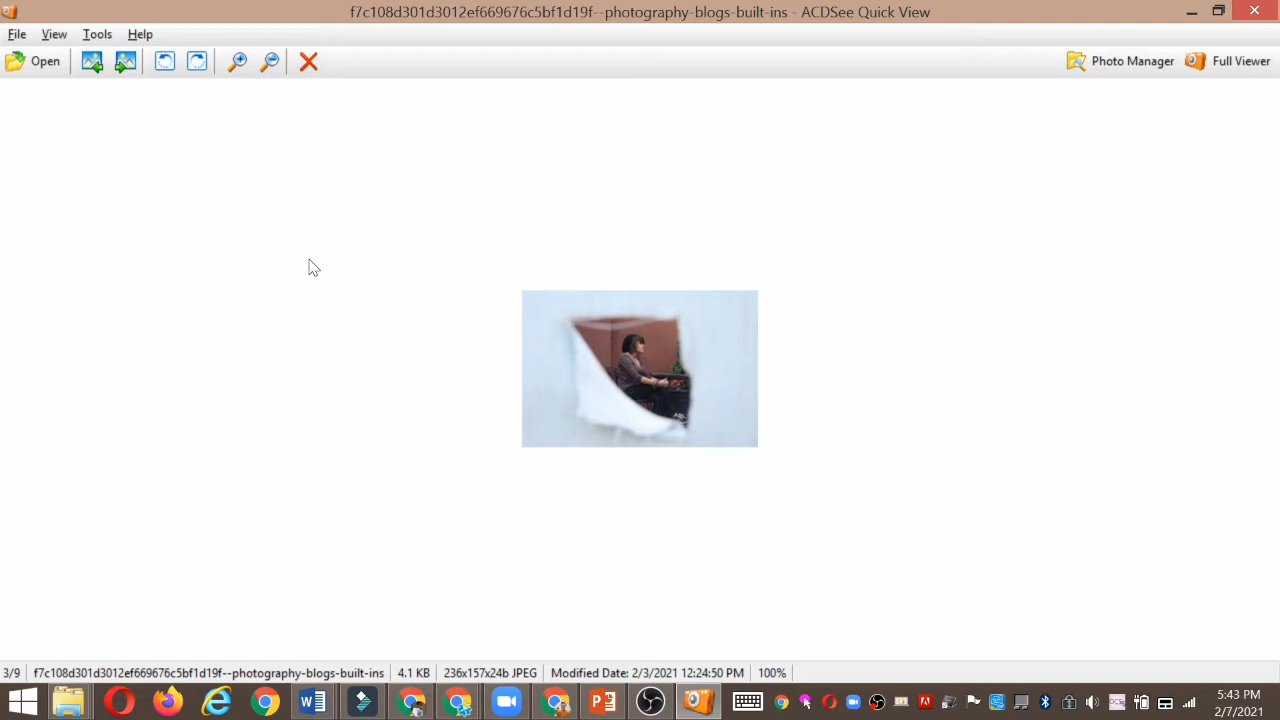 f7c108d301d3012ef669676c5bf1d19f--photography-blogs-built-ins - ACDSee Quick View
File View Tools Help
Open Photo Manager Full Viewer
3/9 f7c108d301d3012ef669676c5bf1d19f--photography-blogs-built-ins 4.1 KB 236x157x24b JPEG Modified Date: 2/3/2021 12:24:50 PM 100%
5:43 PM
2/7/2021